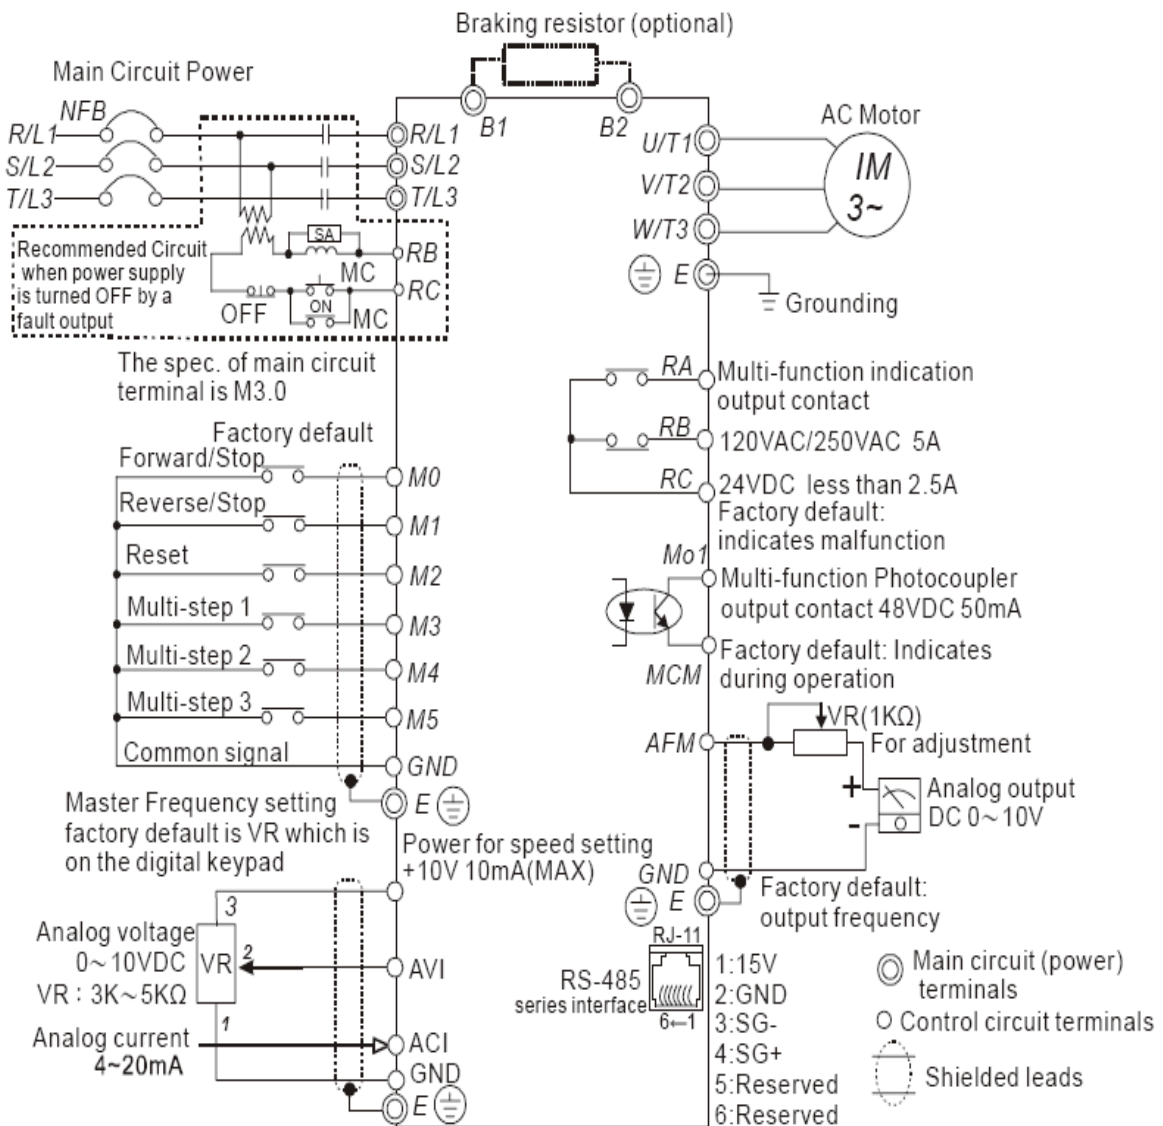 Braking resistor (optional)
Main Circuit Power
NFB
R/L1
S/L2
T/L3
R/L1
S/L2
T/L3
B1
B2
U/T1
V/T2
W/T3
E
AC Motor
IM
3~
Grounding
Recommended Circuit
when power supply
is turned OFF by a
fault output
SA
MC
OFF
ON
MC
RB
RC
The spec. of main circuit
terminal is M3.0
Factory default
Forward/Stop
M0
Reverse/Stop
M1
Reset
M2
Multi-step 1
M3
Multi-step 2
M4
Multi-step 3
M5
Common signal
GND
E
RA
Multi-function indication
output contact
RB
120VAC/250VAC 5A
RC
24VDC less than 2.5A
Factory default:
indicates malfunction
Mo1
Multi-function Photocoupler
output contact 48VDC 50mA
MCM
Factory default: Indicates
during operation
AFM
VR(1KΩ)
For adjustment
+
-
Analog output
DC 0~10V
GND
E
Factory default:
output frequency
Master Frequency setting
factory default is VR which is
on the digital keypad
Power for speed setting
+10V 10mA(MAX)
3
Analog voltage
0~10VDC
VR : 3K~5KΩ
VR
2
AVI
1
Analog current
4~20mA
ACI
GND
E
RJ-11
RS-485
series interface
6←1
1:15V
2:GND
3:SG-
4:SG+
5:Reserved
6:Reserved
Main circuit (power)
terminals
Control circuit terminals
Shielded leads